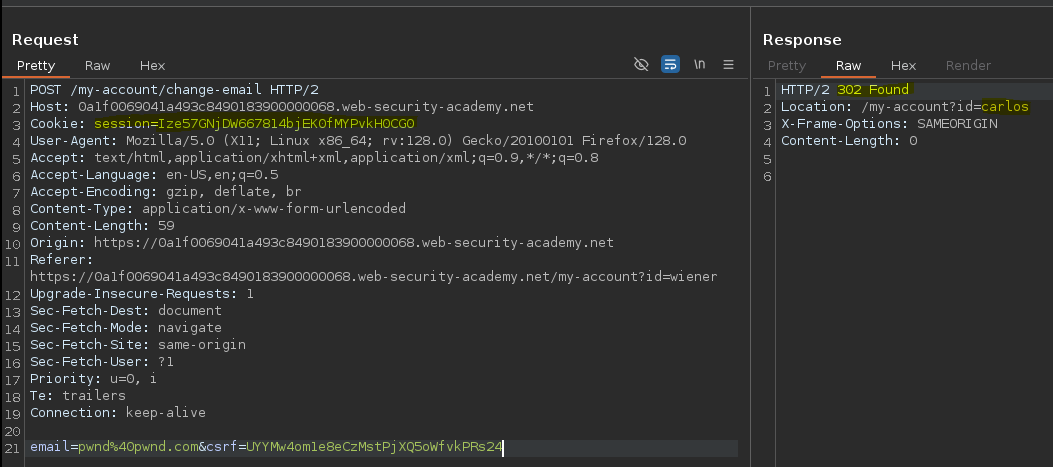 Request
Pretty Raw Hex \n
1 POST /my-account/change-email HTTP/2
2 Host: 0a1f0069041a493c8490183900000068.web-security-academy.net
3 Cookie: session=Ize57GNjDW667814bjEKOfMYPvkHOCGO
4 User-Agent: Mozilla/5.0 (X11; Linux x86_64; rv:128.0) Gecko/20100101 Firefox/128.0
5 Accept: text/html,application/xhtml+xml,application/xml;q=0.9,*/*;q=0.8
6 Accept-Language: en-US,en;q=0.5
7 Accept-Encoding: gzip, deflate, br
8 Content-Type: application/x-www-form-urlencoded
9 Content-Length: 59
10 Origin: https://0a1f0069041a493c8490183900000068.web-security-academy.net
11 Referer:
https://0a1f0069041a493c8490183900000068.web-security-academy.net/my-account?id=wiener
12 Upgrade-Insecure-Requests: 1
13 Sec-Fetch-Dest: document
14 Sec-Fetch-Mode: navigate
15 Sec-Fetch-Site: same-origin
16 Sec-Fetch-User: ?1
17 Priority: u=0, i
18 Te: trailers
19 Connection: keep-alive
20
21 email=pwnd%40pwnd.com&csrf=UYYMw4om1e8eCzMstPjXQ5oWfvkPRs24
Response
Pretty Raw Hex Render
1 HTTP/2 302 Found
2 Location: /my-account?id=carlos
3 X-Frame-Options: SAMEORIGIN
4 Content-Length: 0
5
6